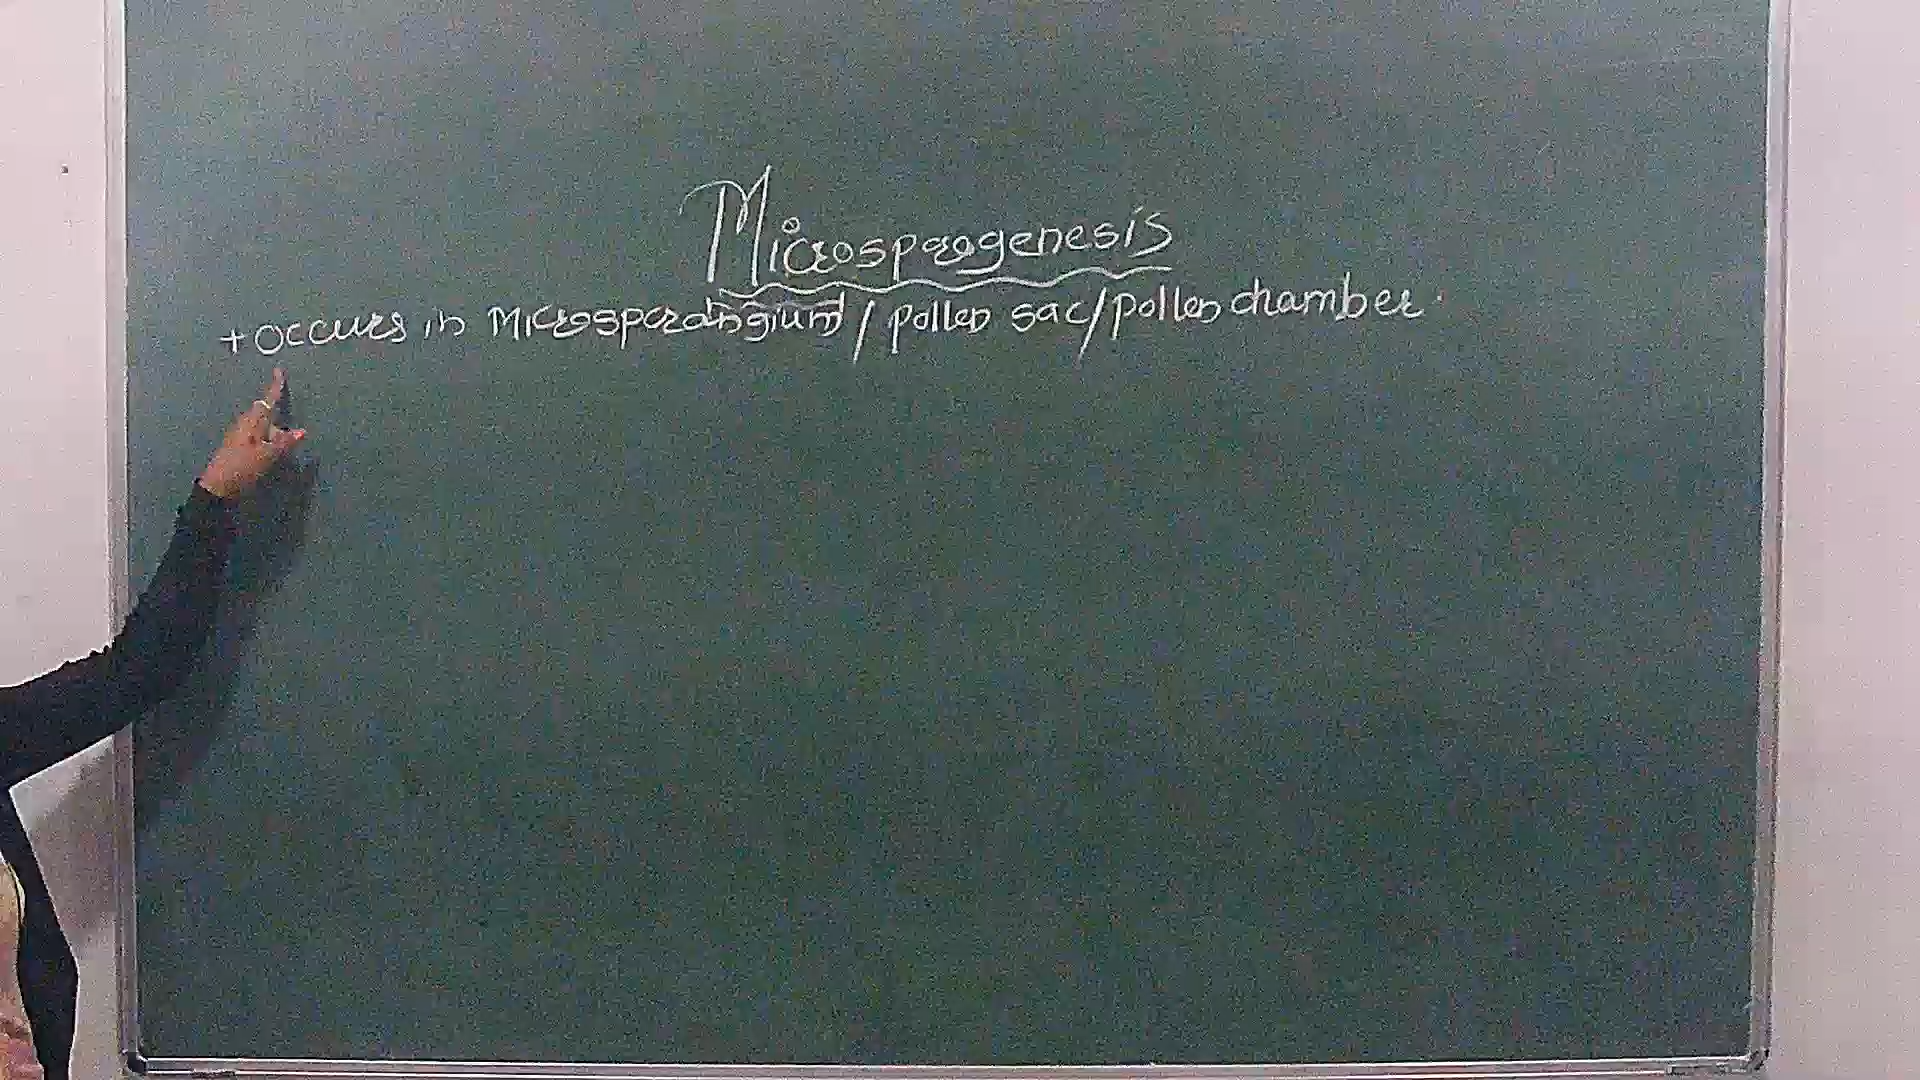 Microsporogenesis
+ occurs in Microsporangium / pollen sac/pollen chamber.